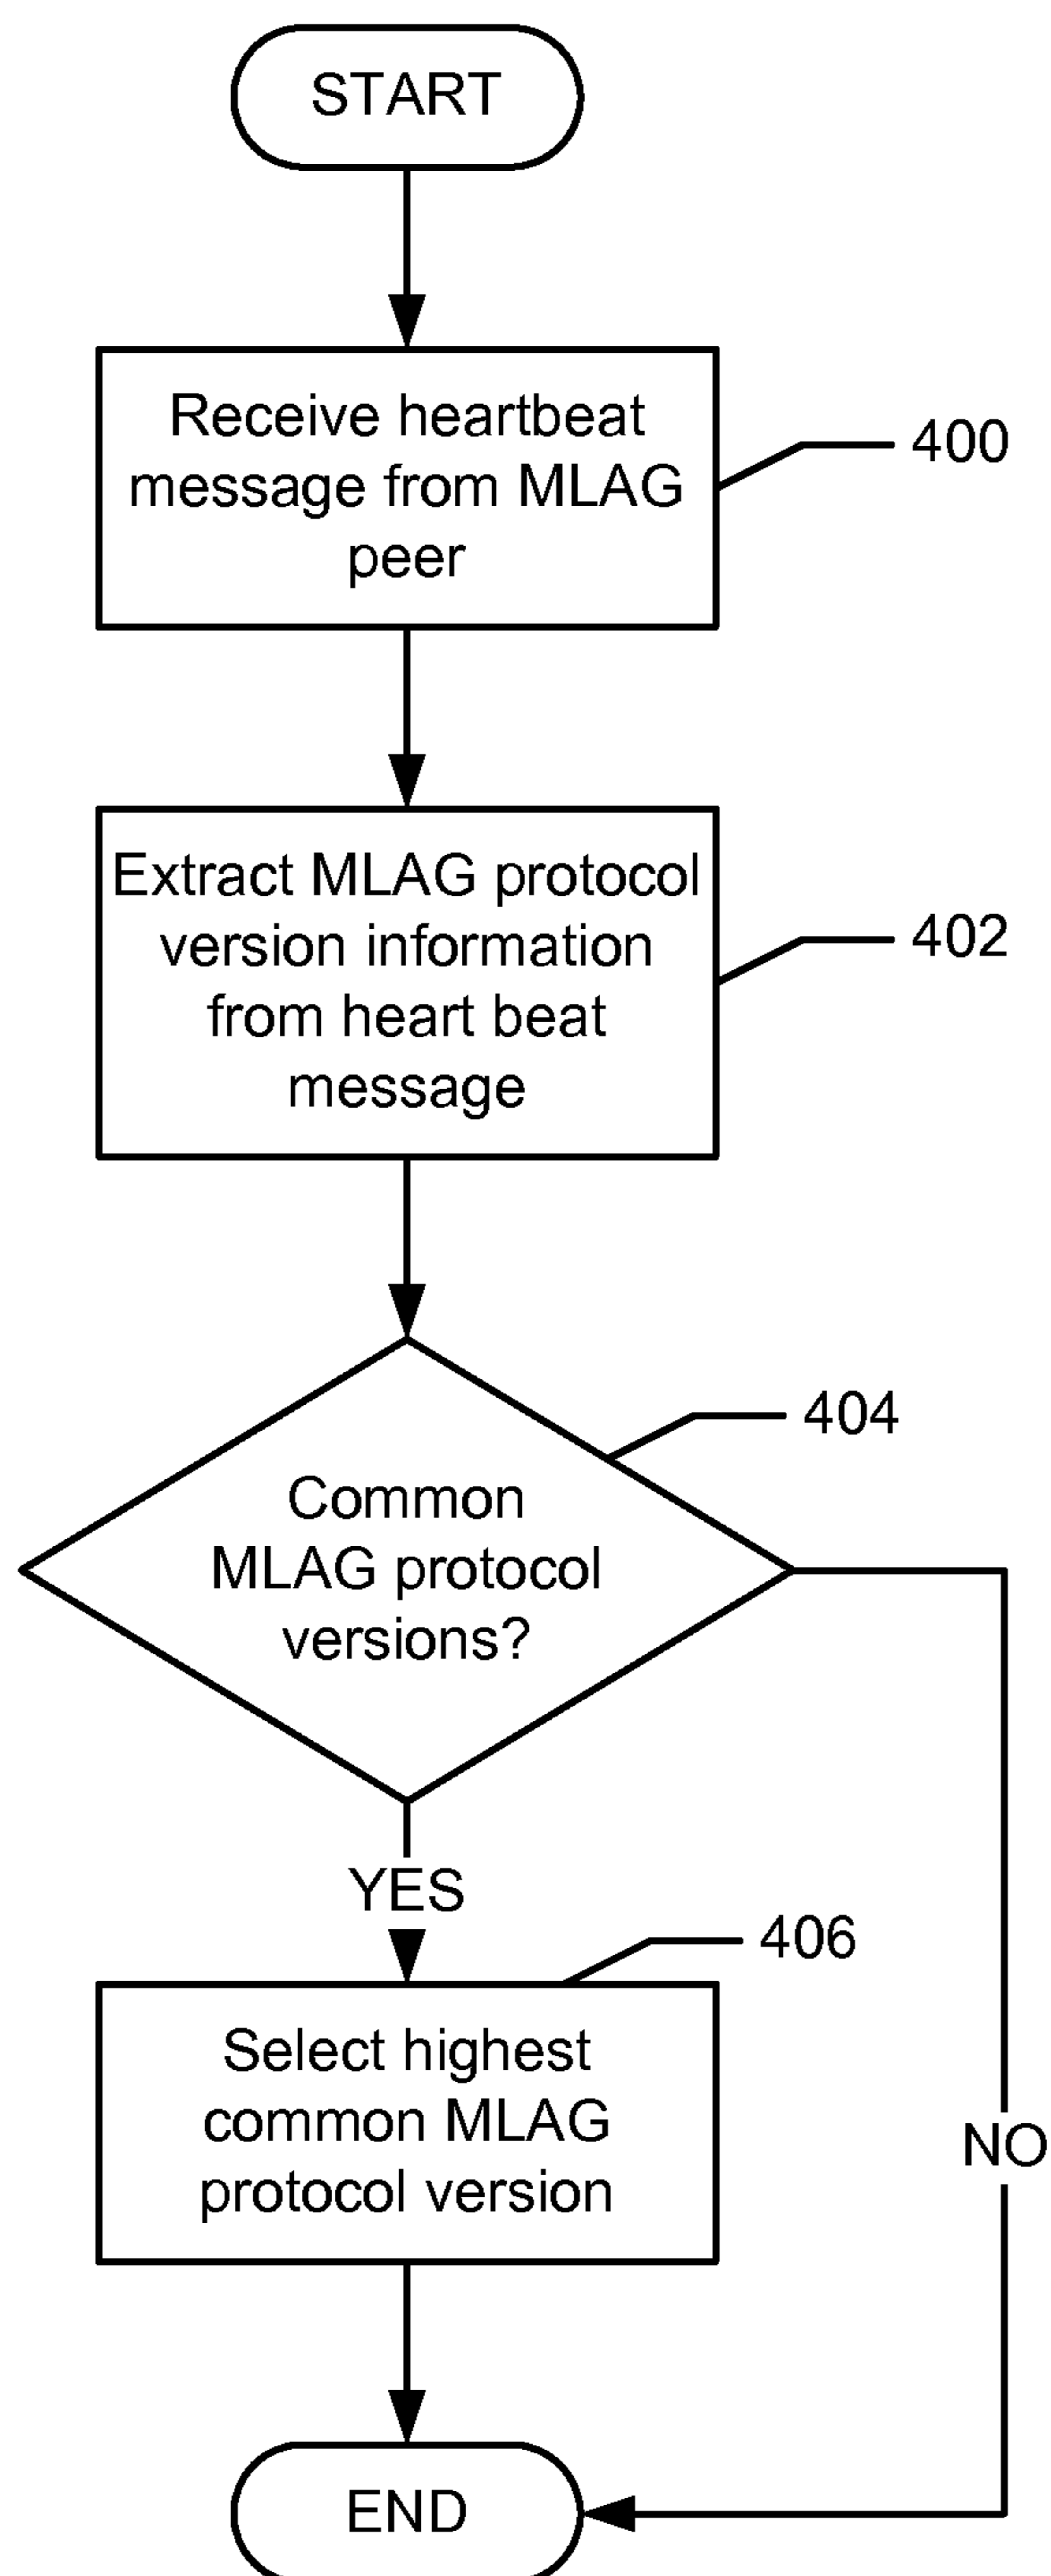 START
Receive heartbeat
message from MLAG
peer
400
Extract MLAG protocol
version information
from heart beat
message
402
404
Common
MLAG protocol
versions?
YES
406
Select highest
common MLAG
protocol version
NO
END